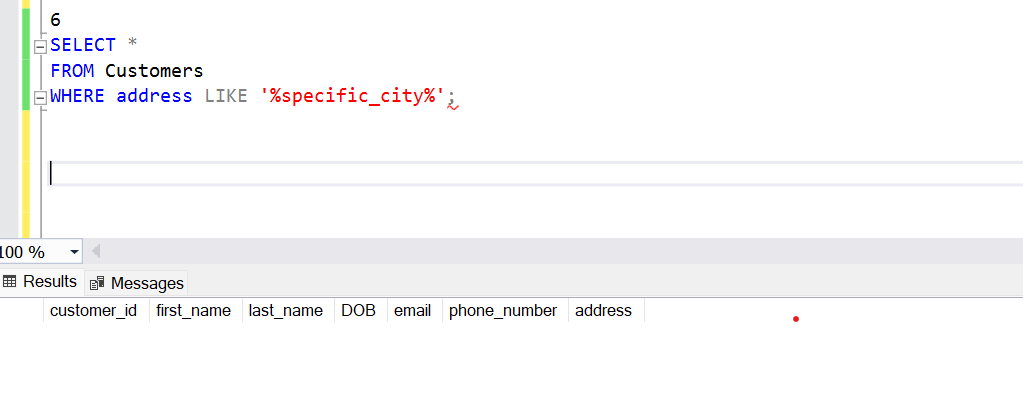 6
SELECT *
FROM Customers
WHERE address LIKE '%specific_city%';
100 %
Results Messages
customer_id first_name last_name DOB email phone_number address